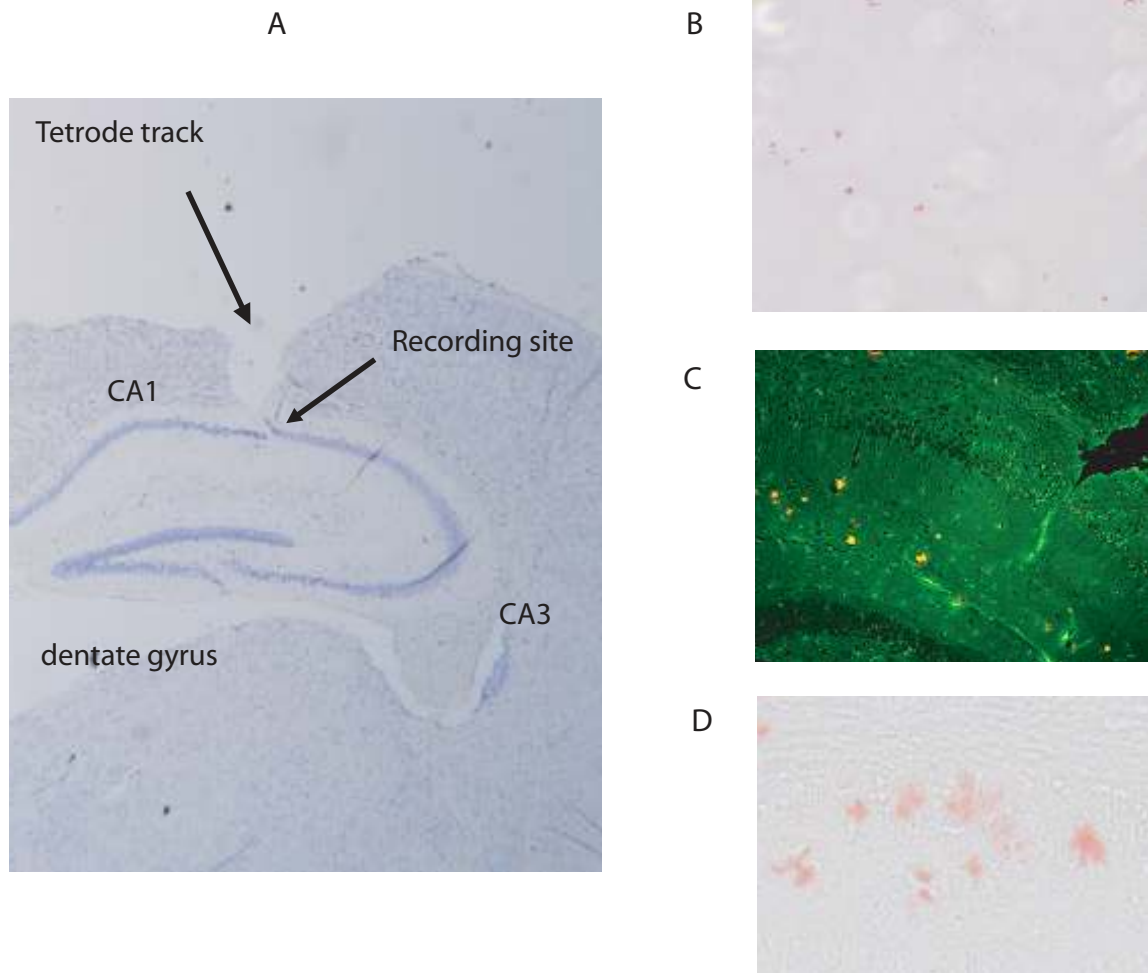 A
Tetrode track
Recording site
CA1
CA3
dentate gyrus
B
C
D